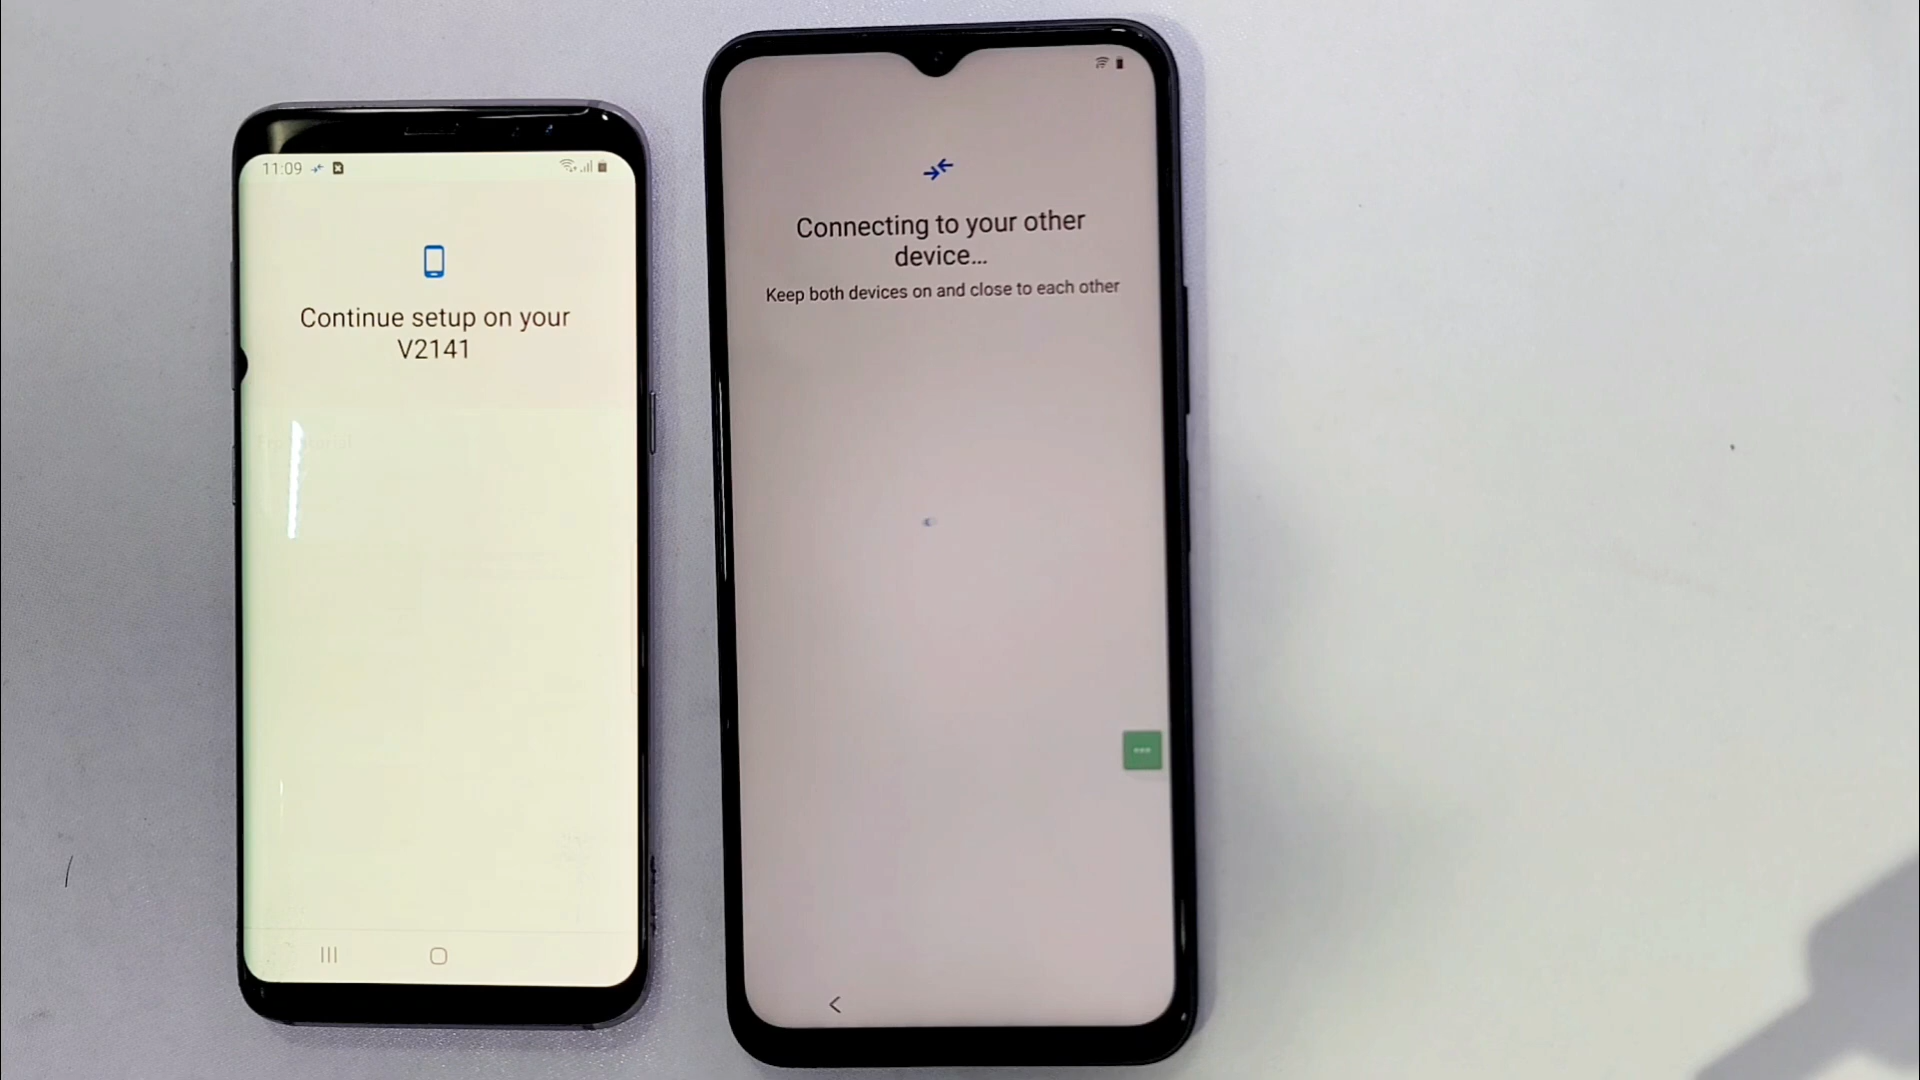 11:09
Continue setup on your
V2141
Connecting to your other
device...
Keep both devices on and close to each other